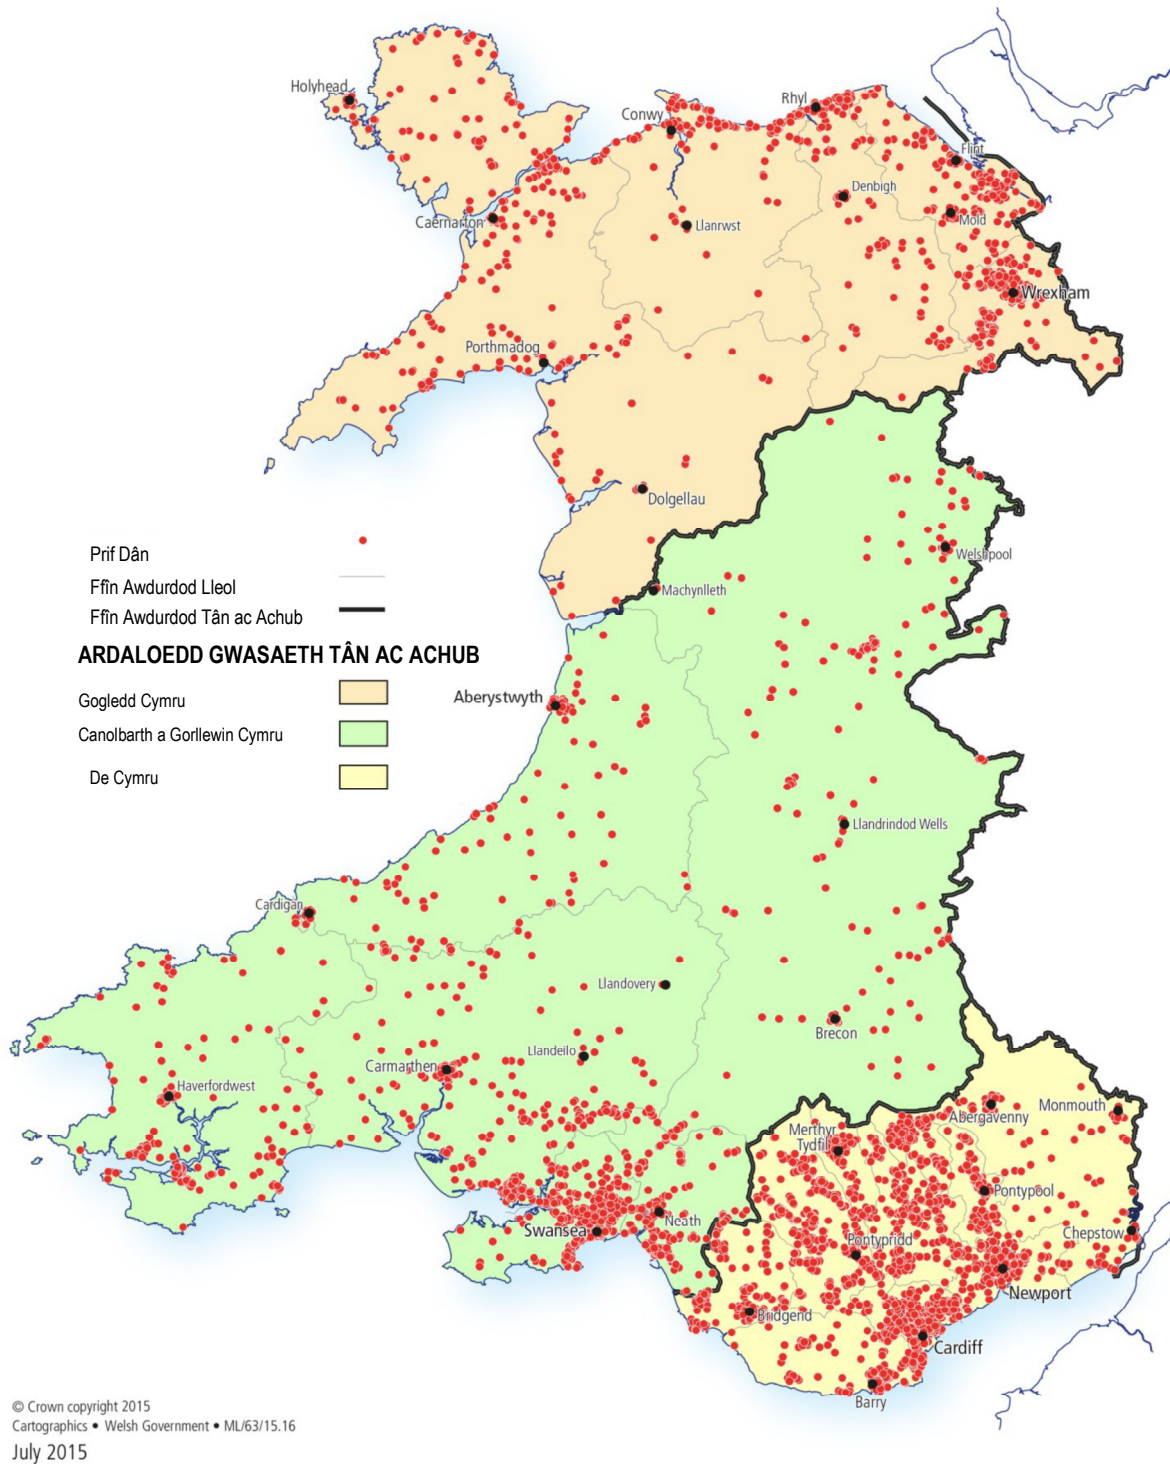 Holyhead
Rhyl
Conwy
Flint
Denbigh
Caernarfon
Mold
Llanrwst
Wrexham
Porthmadog
Dolgellau
Prif Dân
Welshpool
Ffîn Awdurdod Lleol
Machynlleth
Ffîn Awdurdod Tân ac Achub
ARDALOEDD GWASAETH TÂN AC ACHUB
Gogledd Cymru
Aberystwyth
Canolbarth a Gorllewin Cymru
De Cymru
Llandrindod Wells
Cardigan
Llandovery
Brecon
Llandeilo
Carmarthen
Haverfordwest
Abergavenny
Monmouth
Merthyr
Tydfil
Pontypool
Neath
Swansea
Chepstow
Pontypridd
Newport
Bridgend
Cardiff
Barry
© Crown copyright 2015
Cartographics • Welsh Government • ML/63/15.16
July 2015